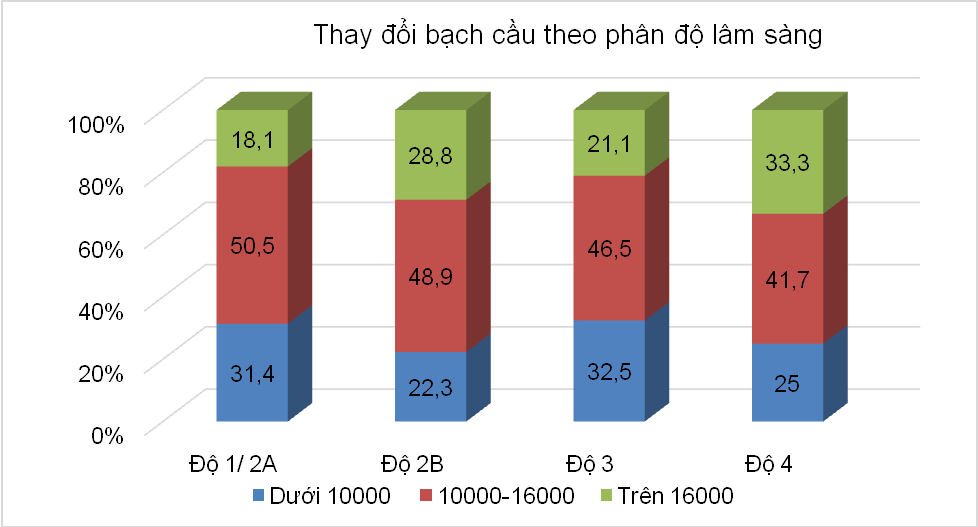 Thay đổi bạch cầu theo phân độ lâm sàng
100%
80%
60%
40%
20%
0%
18,1
28,8
21,1
33,3
50,5
48,9
46,5
41,7
31,4
22,3
32,5
25
Độ 1/ 2A
Độ 2B
Độ 3
Độ 4
Dưới 10000
10000-16000
Trên 16000